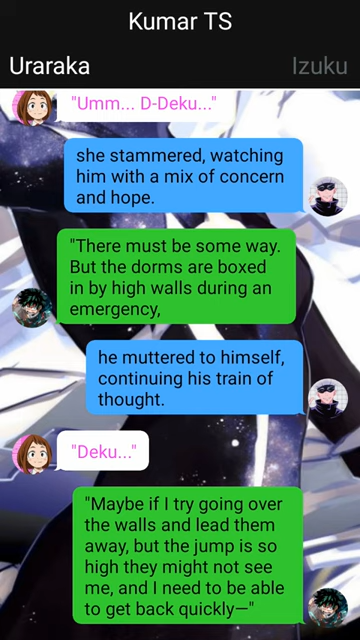 Kumar TS
Uraraka
Izuku
"Umm... D-Deku..."
she stammered, watching
him with a mix of concern
and hope.
"There must be some way.
But the dorms are boxed
in by high walls during an
emergency,
he muttered to himself,
continuing his train of
thought.
"Deku..."
"Maybe if I try going over
the walls and lead them
away, but the jump is so
high they might not see
me, and I need to be able
to get back quickly—"